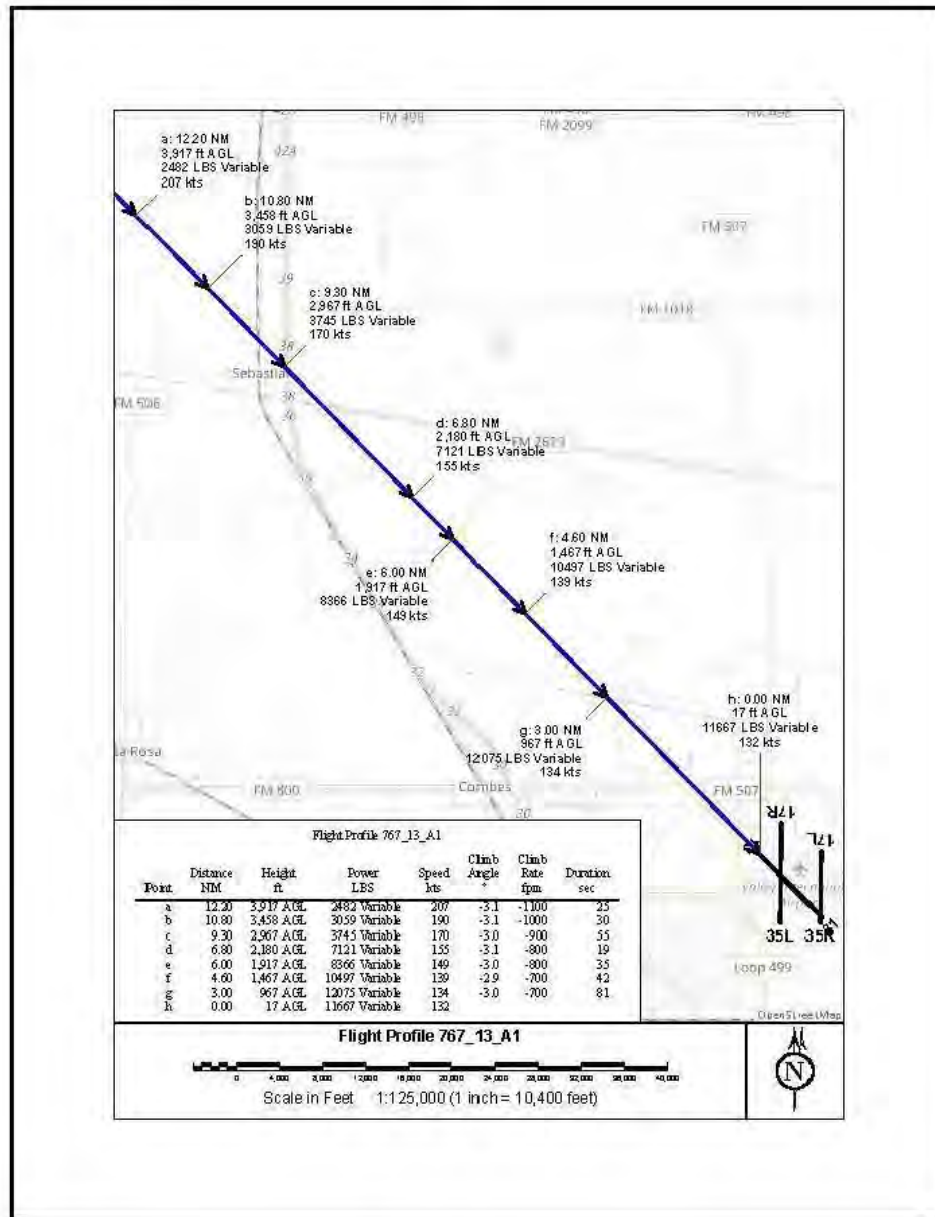 FM 498
FM 2099
a: 12.20 NM
3,917 ft AGL
2482 LBS Variable
207 kts
b: 10.80 NM
3,458 ft AGL
3059 LBS Variable
190 kts
FM 507
39
c: 9.30 NM
2,967 ft AGL
3745 LBS Variable
170 kts
FM 1018
38
Sebastia
FM 506
38
36
d: 6.80 NM
2,180 ft AGL
7121 LBS Variable
155 kts
FM 2629
34
f: 4.60 NM
1,467 ft AGL
10497 LBS Variable
139 kts
e: 6.00 NM
1,917 ft AGL
8366 LBS Variable
149 kts
32
h: 0.00 NM
17 ft AGL
11667 LBS Variable
132 kts
g: 3.00 NM
967 ft AGL
12075 LBS Variable
134 kts
La Rosa
30
FM 800
Combes
FM 507
30
17R
17L
35L 35R
Loop 499
OpenStreetMap
Flight Profile 767_13_A1
Point Distance NM Height ft Power LBS Speed kts Climb Angle ° Climb Rate fpm Duration sec
a 12.20 3,917 AGL 2482 Variable 207 -3.1 -1100 25
b 10.80 3,458 AGL 3059 Variable 190 -3.1 -1000 30
c 9.30 2,967 AGL 3745 Variable 170 -3.0 -900 55
d 6.80 2,180 AGL 7121 Variable 155 -3.1 -800 19
e 6.00 1,917 AGL 8366 Variable 149 -3.0 -800 35
f 4.60 1,467 AGL 10497 Variable 139 -2.9 -700 42
g 3.00 967 AGL 12075 Variable 134 -3.0 -700 81
h 0.00 17 AGL 11667 Variable 132
Flight Profile 767_13_A1
0 4,000 8,000 12,000 16,000 20,000 24,000 28,000 32,000 36,000 40,000
Scale in Feet 1:125,000 (1 inch = 10,400 feet)
N